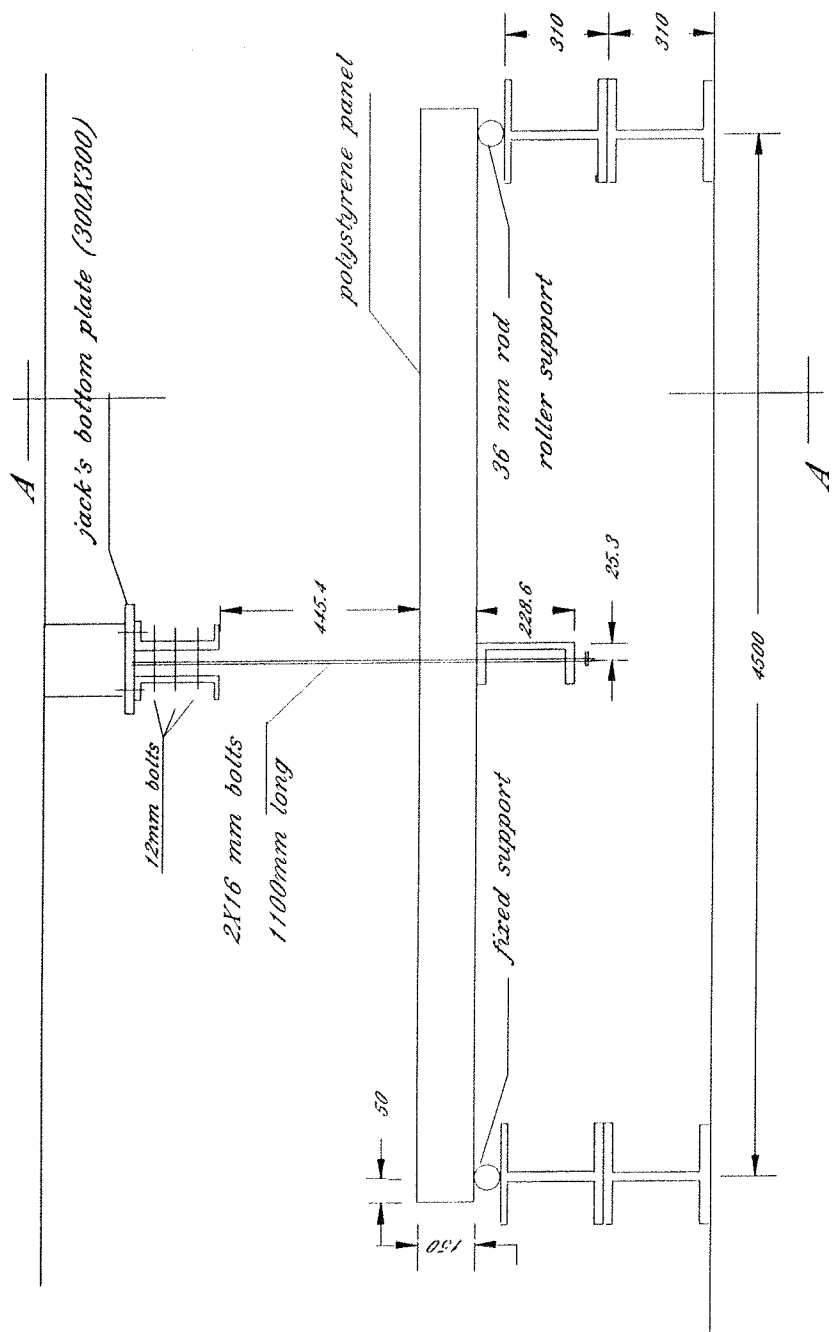 A
jack's bottom plate (300X300)
12mm bolts
2X16 mm bolts
1100mm long
445.4
polystyrene panel
50
150
fixed support
228.6
25.3
36 mm rod
roller support
310
310
4500
A